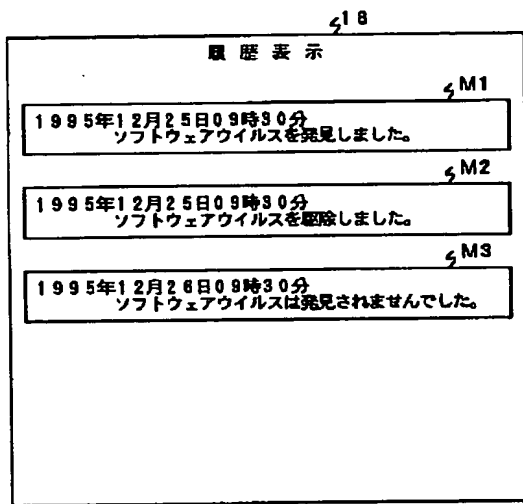 18
履歴表示
M1
1995年12月25日09時30分
ソフトウェアウイルスを発見しました。
M2
1995年12月25日09時30分
ソフトウェアウイルスを駆除しました。
M3
1995年12月26日09時30分
ソフトウェアウイルスは発見されませんでした。